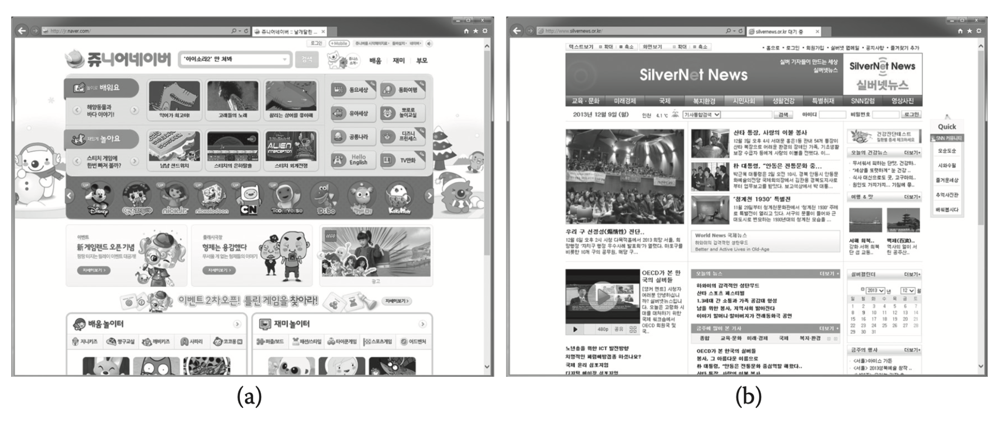 http://jr.naver.com/
쥬니어네이버 :: 날개달린 ...
로그인
+Mobile
쥬니버를 시작페이지로
쥬니어네이버
'아이소리2' 만 쳐봐
검색
쥬니스 소개
배움
재미
부모
놀이로 배워요
해양동물과
바다 이야기!
악어가 최고야!
고래들의 노래
재밌게 놀아요
스티치 게임에
한번 빠져 볼까?
냠냠 샌드위치
스티치의 은하탈출
스티치 외계전쟁
ALIEN
동요세상
동화여행
유아세상
뽀로로
놀이교실
공룡나라
디즈니
프린세스
Hello
English
TV만화
Disney
안녕 자두야
nick jr.
nickelodeon
CN
Tooniverse
Dibo
KokoMong
이벤트
新 게임랜드 오픈 기념
팡팡 터지는 릴레이 이벤트 대공개!
자세히보기 >
플래시극장
형제는 용감했다
무서울 게 없는 형제들의 이야기
자세히보기 >
LEGO
광고
이벤트 2차오픈! 틀린 게임을 찾아라!
자세히보기 >
배움 놀이터
지니키즈
짱구교실
깨비키즈
사파리
코코몽 N
재미 놀이터
퍼즐/보드
패션/스타일
타이쿤게임
스포츠게임
어드벤처
(a)
http://www.silvernews.or.kr/
silvernews.or.kr 대기 중
텍스트보기 확대 축소 화면보기 확대 축소
• 홈으로 • 로그인 • 회원가입 • 실버넷 웹메일 • 공지사항 • 즐겨찾기 추가
SilverNet News
실버 기자들이 만드는 세상
실버넷뉴스
SilverNet News
실버넷뉴스
교육 · 문화 미래경제 국제 복지환경 시민사회 생활건강 특별취재 SNN칼럼 영상사진
2013년 12월 9일 (월)
인천 4.1 ℃
기사통합검색
검색
아이디
비밀번호
로그인
우리 구 선정성(煽情性) 전단..
12월 6일 오후 2시 시청 다목적홀에서 2013 희망 서울, 희
망행정 '자치구 행정 우수사례 발표회'가 열렸다. 마포구를
비롯한 10개 구의 공무원, 해당 구...
산타 통장, 사랑의 이불 봉사
12월 3일 오후 4시 서대문 홍은1동 관내 54개 통장이
산타 복장으로 어려운 환경의 장애인 가족, 기초생활
보장 수급자 등에게 사랑의 이불을 전했다. 이...
朴 대통령, "안동은 전통문화 중...
박근혜 대통령은 2일 오전 10시, 경북 안동시 안동문
화예술의전당 국제회의장에서 김관용 경북도지사로
부터 업무보고를 받았다. 보고석상에서 박 대통...
'청계천 1930' 특별전
11월 29일부터 청계천문화관에서 '청계천 1930' 주제
로 특별전이 열리고 있다. 서구의 문물이 들어와 근
대도시로 변모하는 1930년대의 청계천 모습을 ...
World News 국제뉴스
하와이의 감격적인 성탄무드
Better and Active Lives in Old-Age
건강진단테스트
질환별 증세 체크하세요
오늘의 건강뉴스 더보기+
무서워서 피하는 단맛, 건강하..
"세상을 또렷하게" 눈 건강 ..
식사 대신으로도 굿, 고구마의..
원인도 가지가지... 기침에 좋..
여행 & 맛 더보기+
서해 최북..
강화 서해 최북
단 섬 교동..
백제(百濟)..
역사의 얼이 서
린 공주산..
Quick
SNN 커뮤니티
오순도순
시와수필
즐거운세상
추억사진관
배워봅시다
OECD가 본 한
국의 실버들
[앵커 멘트] 시청자
여러분 안녕하십니
까? 실버넷뉴스입니
다. 오늘은 고령화 시
대를 대처하기 위한
국제 워크숍에서
OECD 회원국 및
국..
480p 공유
노년층을 위한 ICT 발전방향
치명적인 폐렴예방접종 하셨나요?
국제 윤리 심포지엄
디지털 에이징 심포지엄
오늘의 뉴스 더보기 +
하와이의 감격적인 성탄무드
산타 스포츠 페스티벌
1.3세대 간 소통과 가족 공감대 형성
남을 위한 봉사, 지역사회 밝아진다
이야기 할머니·할아버지가 전래동화극 공연
금주에 많이 본 기사 더보기 +
종합 교육·문화 미래·경제 국제 복지·환경
OECD가 본 한국의 실버들
봉사, 그 아름다운 이름으로
朴 대통령, "안동은 전통문화 중심역할 해왔다..
산타 통장, 사랑의 이불 봉사
실버캘린더 더보기+
2013 년 12 월
일 월 화 수 목 금 토
1 2 3 4 5 6 7
8 9 10 11 12 13 14
15 16 17 18 19 20 21
22 23 24 25 26 27 28
29 30 31
금주의 행사 더보기+
<서울>아이스 가든
<서울> 2013성북예술 창작 ..
(b)